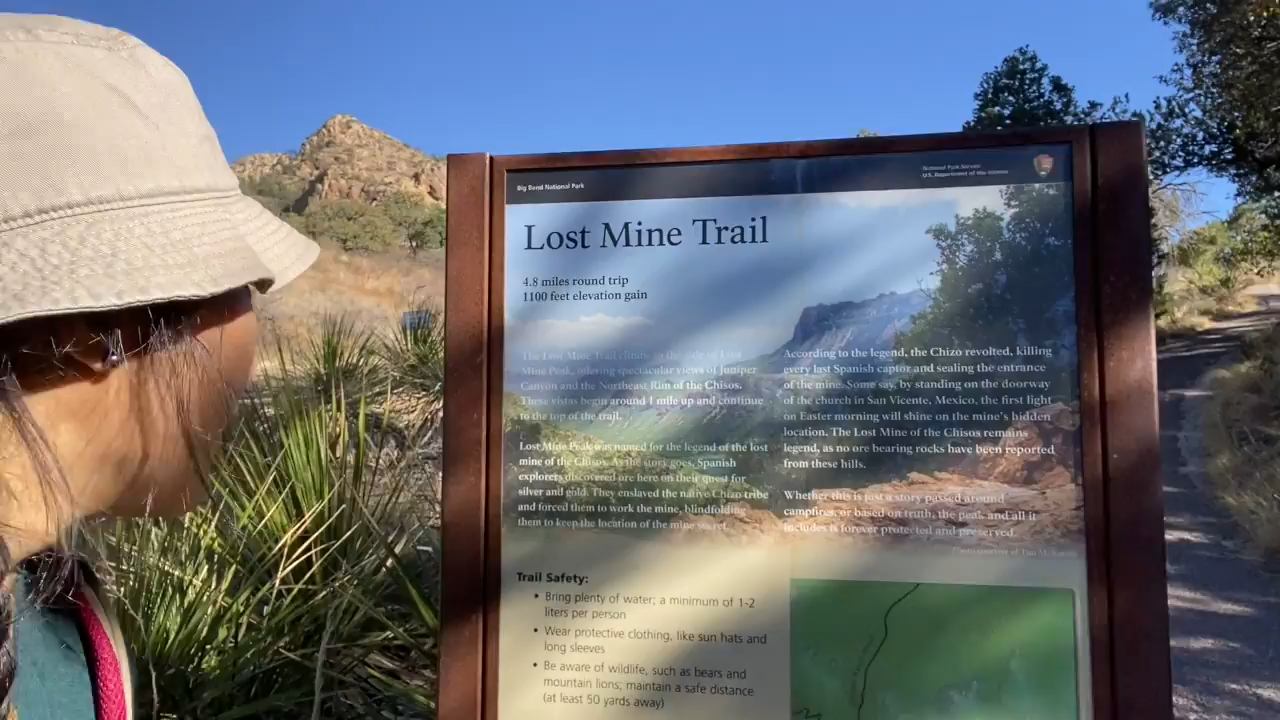 Big Bend National Park
National Park Service
U.S. Department of the Interior
Lost Mine Trail
4.8 miles round trip
1100 feet elevation gain
The Lost Mine Trail climbs to the side of Lost
Mine Peak, offering spectacular views of Juniper
Canyon and the Northeast Rim of the Chisos.
These vistas begin around 1 mile up and continue
to the top of the trail.
Lost Mine Peak was named for the legend of the lost
mine of the Chisos. As the story goes, Spanish
explorers discovered ore here on their quest for
silver and gold. They enslaved the native Chizo tribe
and forced them to work the mine, blindfolding
them to keep the location of the mine secret.
According to the legend, the Chizo revolted, killing
every last Spanish captor and sealing the entrance
of the mine. Some say, by standing on the doorway
of the church in San Vicente, Mexico, the first light
on Easter morning will shine on the mine's hidden
location. The Lost Mine of the Chisos remains
legend, as no ore bearing rocks have been reported
from these hills.
Whether this is just a story passed around
campfires, or based on truth, the peak and all it
includes is forever protected and preserved.
Photo courtesy of
Trail Safety:
• Bring plenty of water; a minimum of 1-2
liters per person
• Wear protective clothing, like sun hats and
long sleeves
• Be aware of wildlife, such as bears and
mountain lions; maintain a safe distance
(at least 50 yards away)